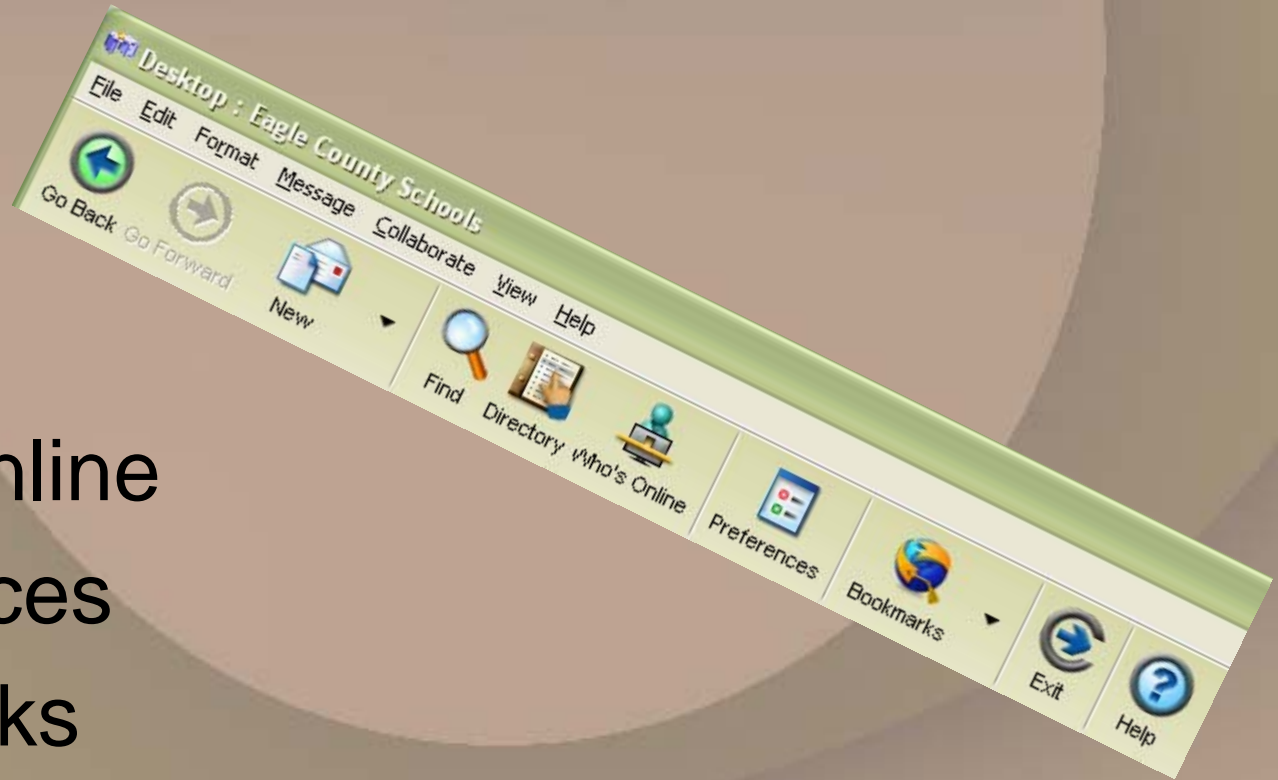 Desktop : Eagle County Schools
File Edit Format Message Collaborate View Help
Go Back Go Forward New Find Directory Who's Online Preferences Bookmarks Exit Help
nline
ces
ks